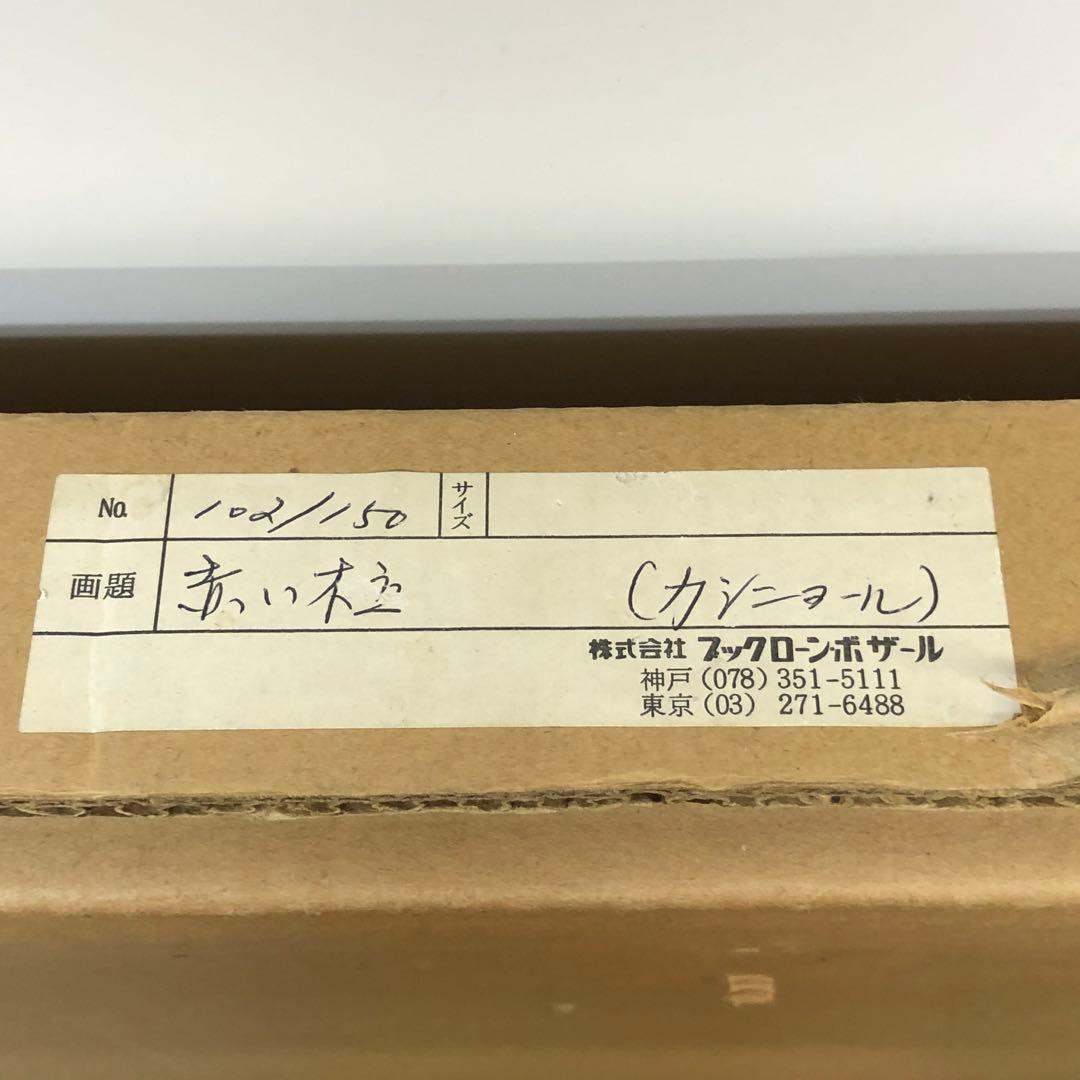 No. 102/150 サイズ
画題 赤い木立 (カシニョール)
株式会社 ブックローン・ボザール
神戸 (078) 351-5111
東京 (03) 271-6488